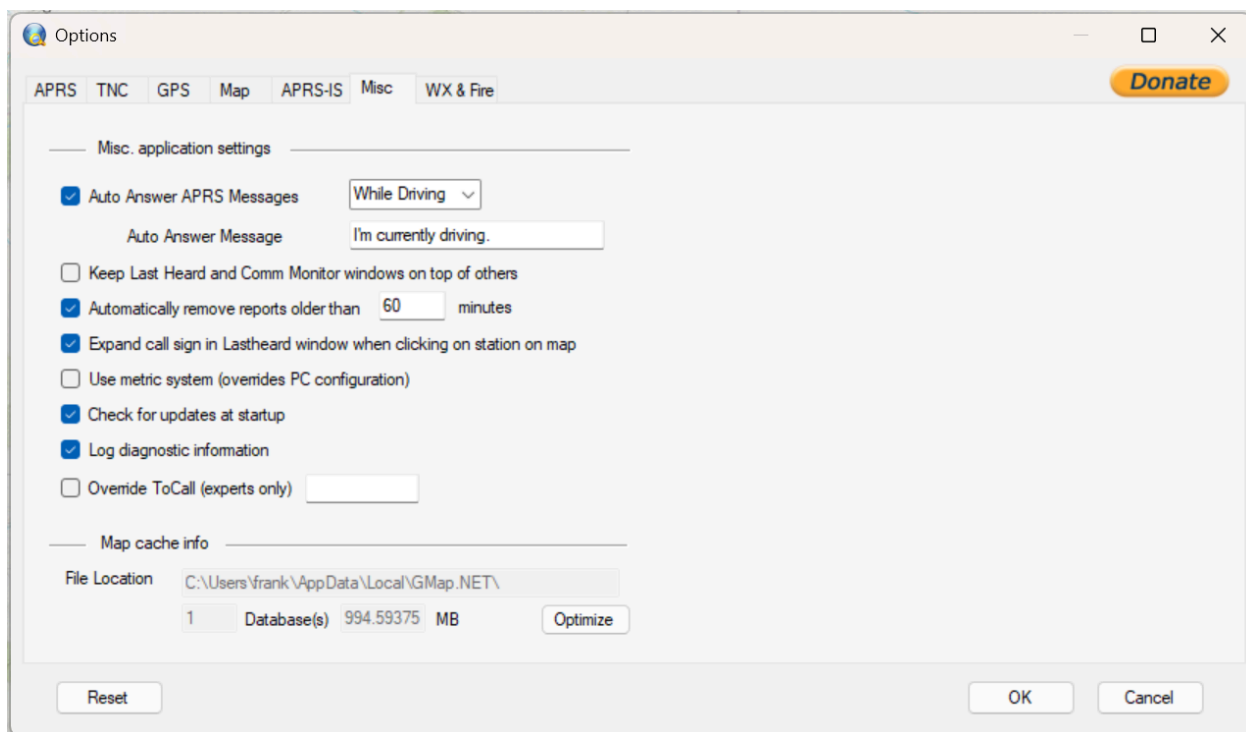 Options
APRS TNC GPS Map APRS-IS Misc WX & Fire Donate
Misc. application settings
Auto Answer APRS Messages While Driving
Auto Answer Message I'm currently driving.
Keep Last Heard and Comm Monitor windows on top of others
Automatically remove reports older than 60 minutes
Expand call sign in Lastheard window when clicking on station on map
Use metric system (overrides PC configuration)
Check for updates at startup
Log diagnostic information
Override ToCall (experts only)
Map cache info
File Location C:\Users\frank\AppData\Local\GMap.NET\
1 Database(s) 994.59375 MB Optimize
Reset OK Cancel